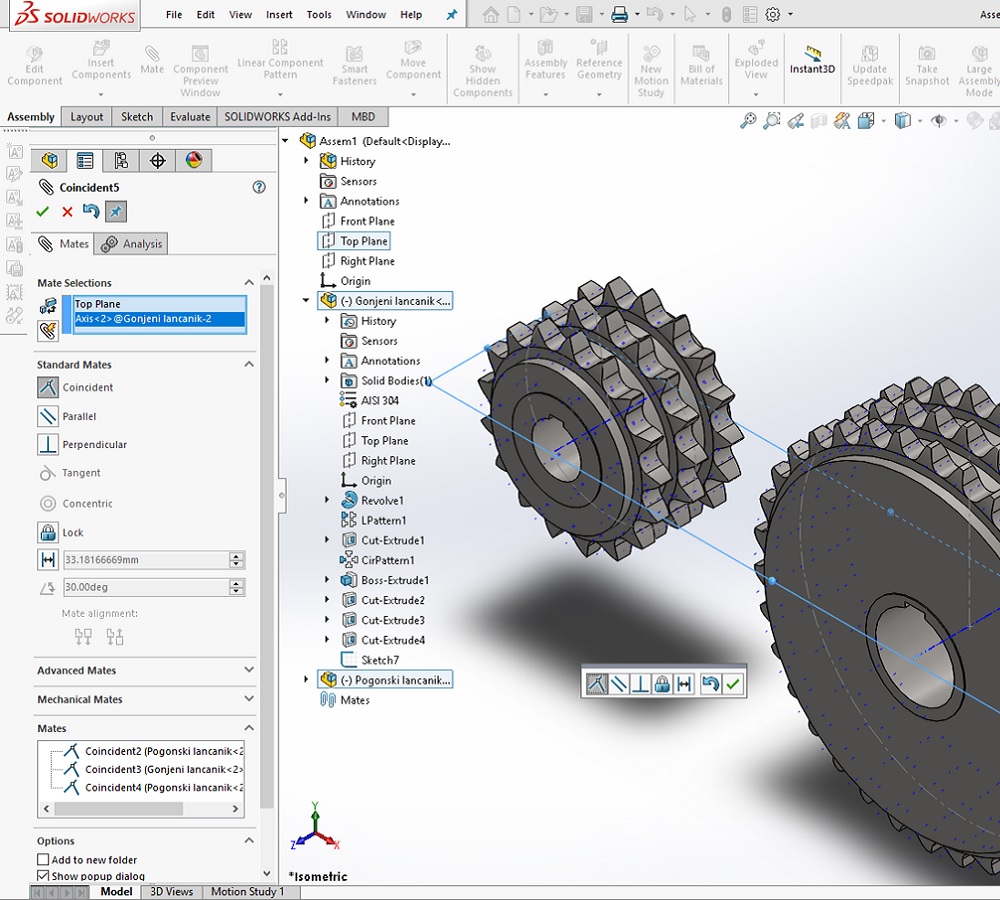 SOLIDWORKS File Edit View Insert Tools Window Help Asse
Edit Component
Insert Components
Mate
Component Preview Window
Linear Component Pattern
Smart Fasteners
Move Component
Show Hidden Components
Assembly Features
Reference Geometry
New Motion Study
Bill of Materials
Exploded View
Instant3D
Update Speedpak
Take Snapshot
Large Assembly Mode
Assembly Layout Sketch Evaluate SOLIDWORKS Add-Ins MBD
Coincident5
Mates Analysis
Mate Selections
Top Plane
Axis<2>@Gonjeni lancanik-2
Standard Mates
Coincident
Parallel
Perpendicular
Tangent
Concentric
Lock
33.18166669mm
30.00deg
Mate alignment:
Advanced Mates
Mechanical Mates
Mates
Coincident2 (Pogonski lancanik<2
Coincident3 (Gonjeni lancanik<2>
Coincident4 (Pogonski lancanik<2
Options
Add to new folder
Show popup dialog
Assem1 (Default<Display...
History
Sensors
Annotations
Front Plane
Top Plane
Right Plane
Origin
(-) Gonjeni lancanik<...
History
Sensors
Annotations
Solid Bodies(1)
AISI 304
Front Plane
Top Plane
Right Plane
Origin
Revolve1
LPattern1
Cut-Extrude1
CirPattern1
Boss-Extrude1
Cut-Extrude2
Cut-Extrude3
Cut-Extrude4
Sketch7
(-) Pogonski lancanik...
Mates
Y
Z
X
*Isometric
Model 3D Views Motion Study 1